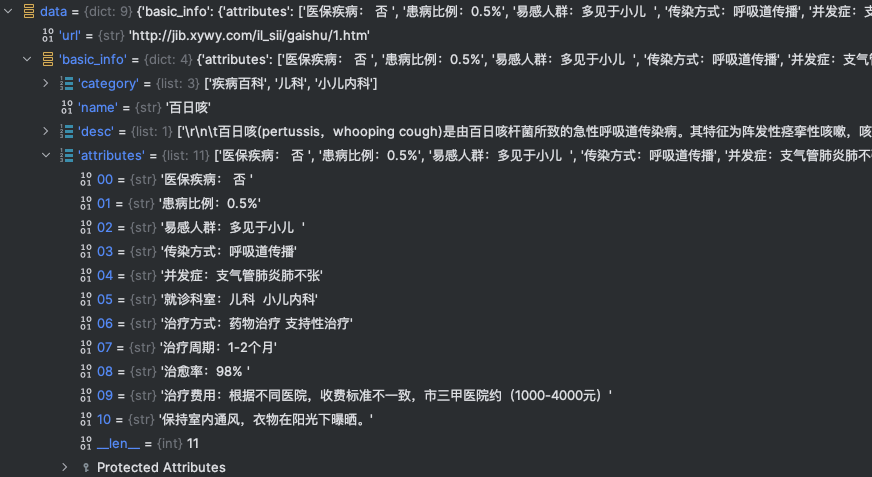 data = {dict: 9} {'basic_info': {'attributes': ['医保疾病： 否 ', '患病比例：0.5%', '易感人群：多见于小儿  ', '传染方式：呼吸道传播', '并发症：支
'url' = {str} 'http://jib.xywy.com/il_sii/gaishu/1.htm'
'basic_info' = {dict: 4} {'attributes': ['医保疾病： 否 ', '患病比例：0.5%', '易感人群：多见于小儿  ', '传染方式：呼吸道传播', '并发症：支气
'category' = {list: 3} ['疾病百科', '儿科', '小儿内科']
'name' = {str} '百日咳'
'desc' = {list: 1} ['\r\n\t百日咳(pertussis，whooping cough)是由百日咳杆菌所致的急性呼吸道传染病。其特征为阵发性痉挛性咳嗽，咳
'attributes' = {list: 11} ['医保疾病： 否 ', '患病比例：0.5%', '易感人群：多见于小儿  ', '传染方式：呼吸道传播', '并发症：支气管肺炎肺不
00 = {str} '医保疾病： 否 '
01 = {str} '患病比例：0.5%'
02 = {str} '易感人群：多见于小儿  '
03 = {str} '传染方式：呼吸道传播'
04 = {str} '并发症：支气管肺炎肺不张'
05 = {str} '就诊科室：儿科  小儿内科'
06 = {str} '治疗方式：药物治疗 支持性治疗'
07 = {str} '治疗周期：1-2个月'
08 = {str} '治愈率：98% '
09 = {str} '治疗费用：根据不同医院，收费标准不一致，市三甲医院约（1000-4000元）'
10 = {str} '保持室内通风，衣物在阳光下曝晒。'
__len__ = {int} 11
Protected Attributes